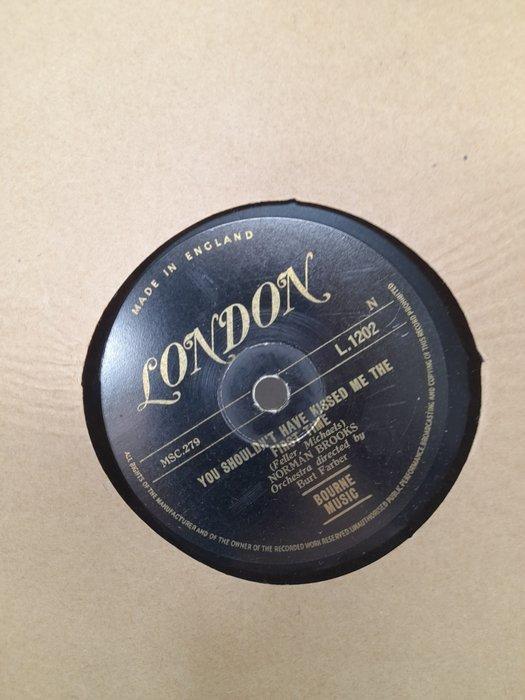 MADE IN ENGLAND
LONDON
N
L.1202
MSC.279
YOU SHOULDN'T HAVE KISSED ME THE
FIRST TIME
(Feller, Michaels)
NORMAN BROOKS
Orchestra directed by
Burt Farber
BOURNE
MUSIC
ALL RIGHTS OF THE MANUFACTURER AND OF THE OWNER OF THE RECORDED WORK RESERVED. UNAUTHORISED PUBLIC PERFORMANCE, BROADCASTING AND COPYING OF THIS RECORD PROHIBITED